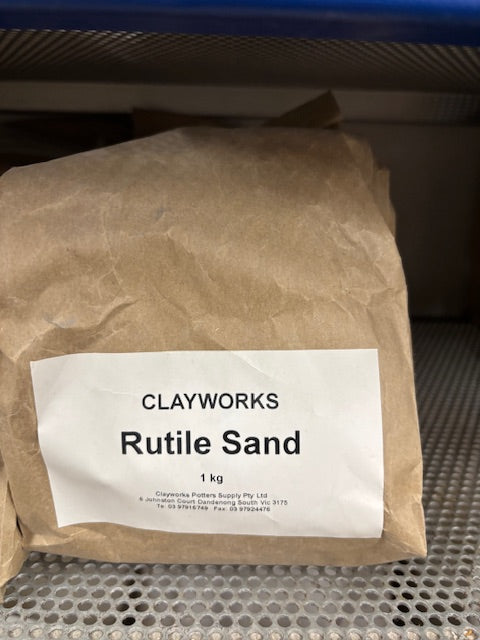 CLAYWORKS
Rutile Sand
1 kg
Clayworks Potters Supply Pty Ltd
6 Johnston Court Dandenong South Vic 3175
Te: 03 97916749 Fax: 03 97924476